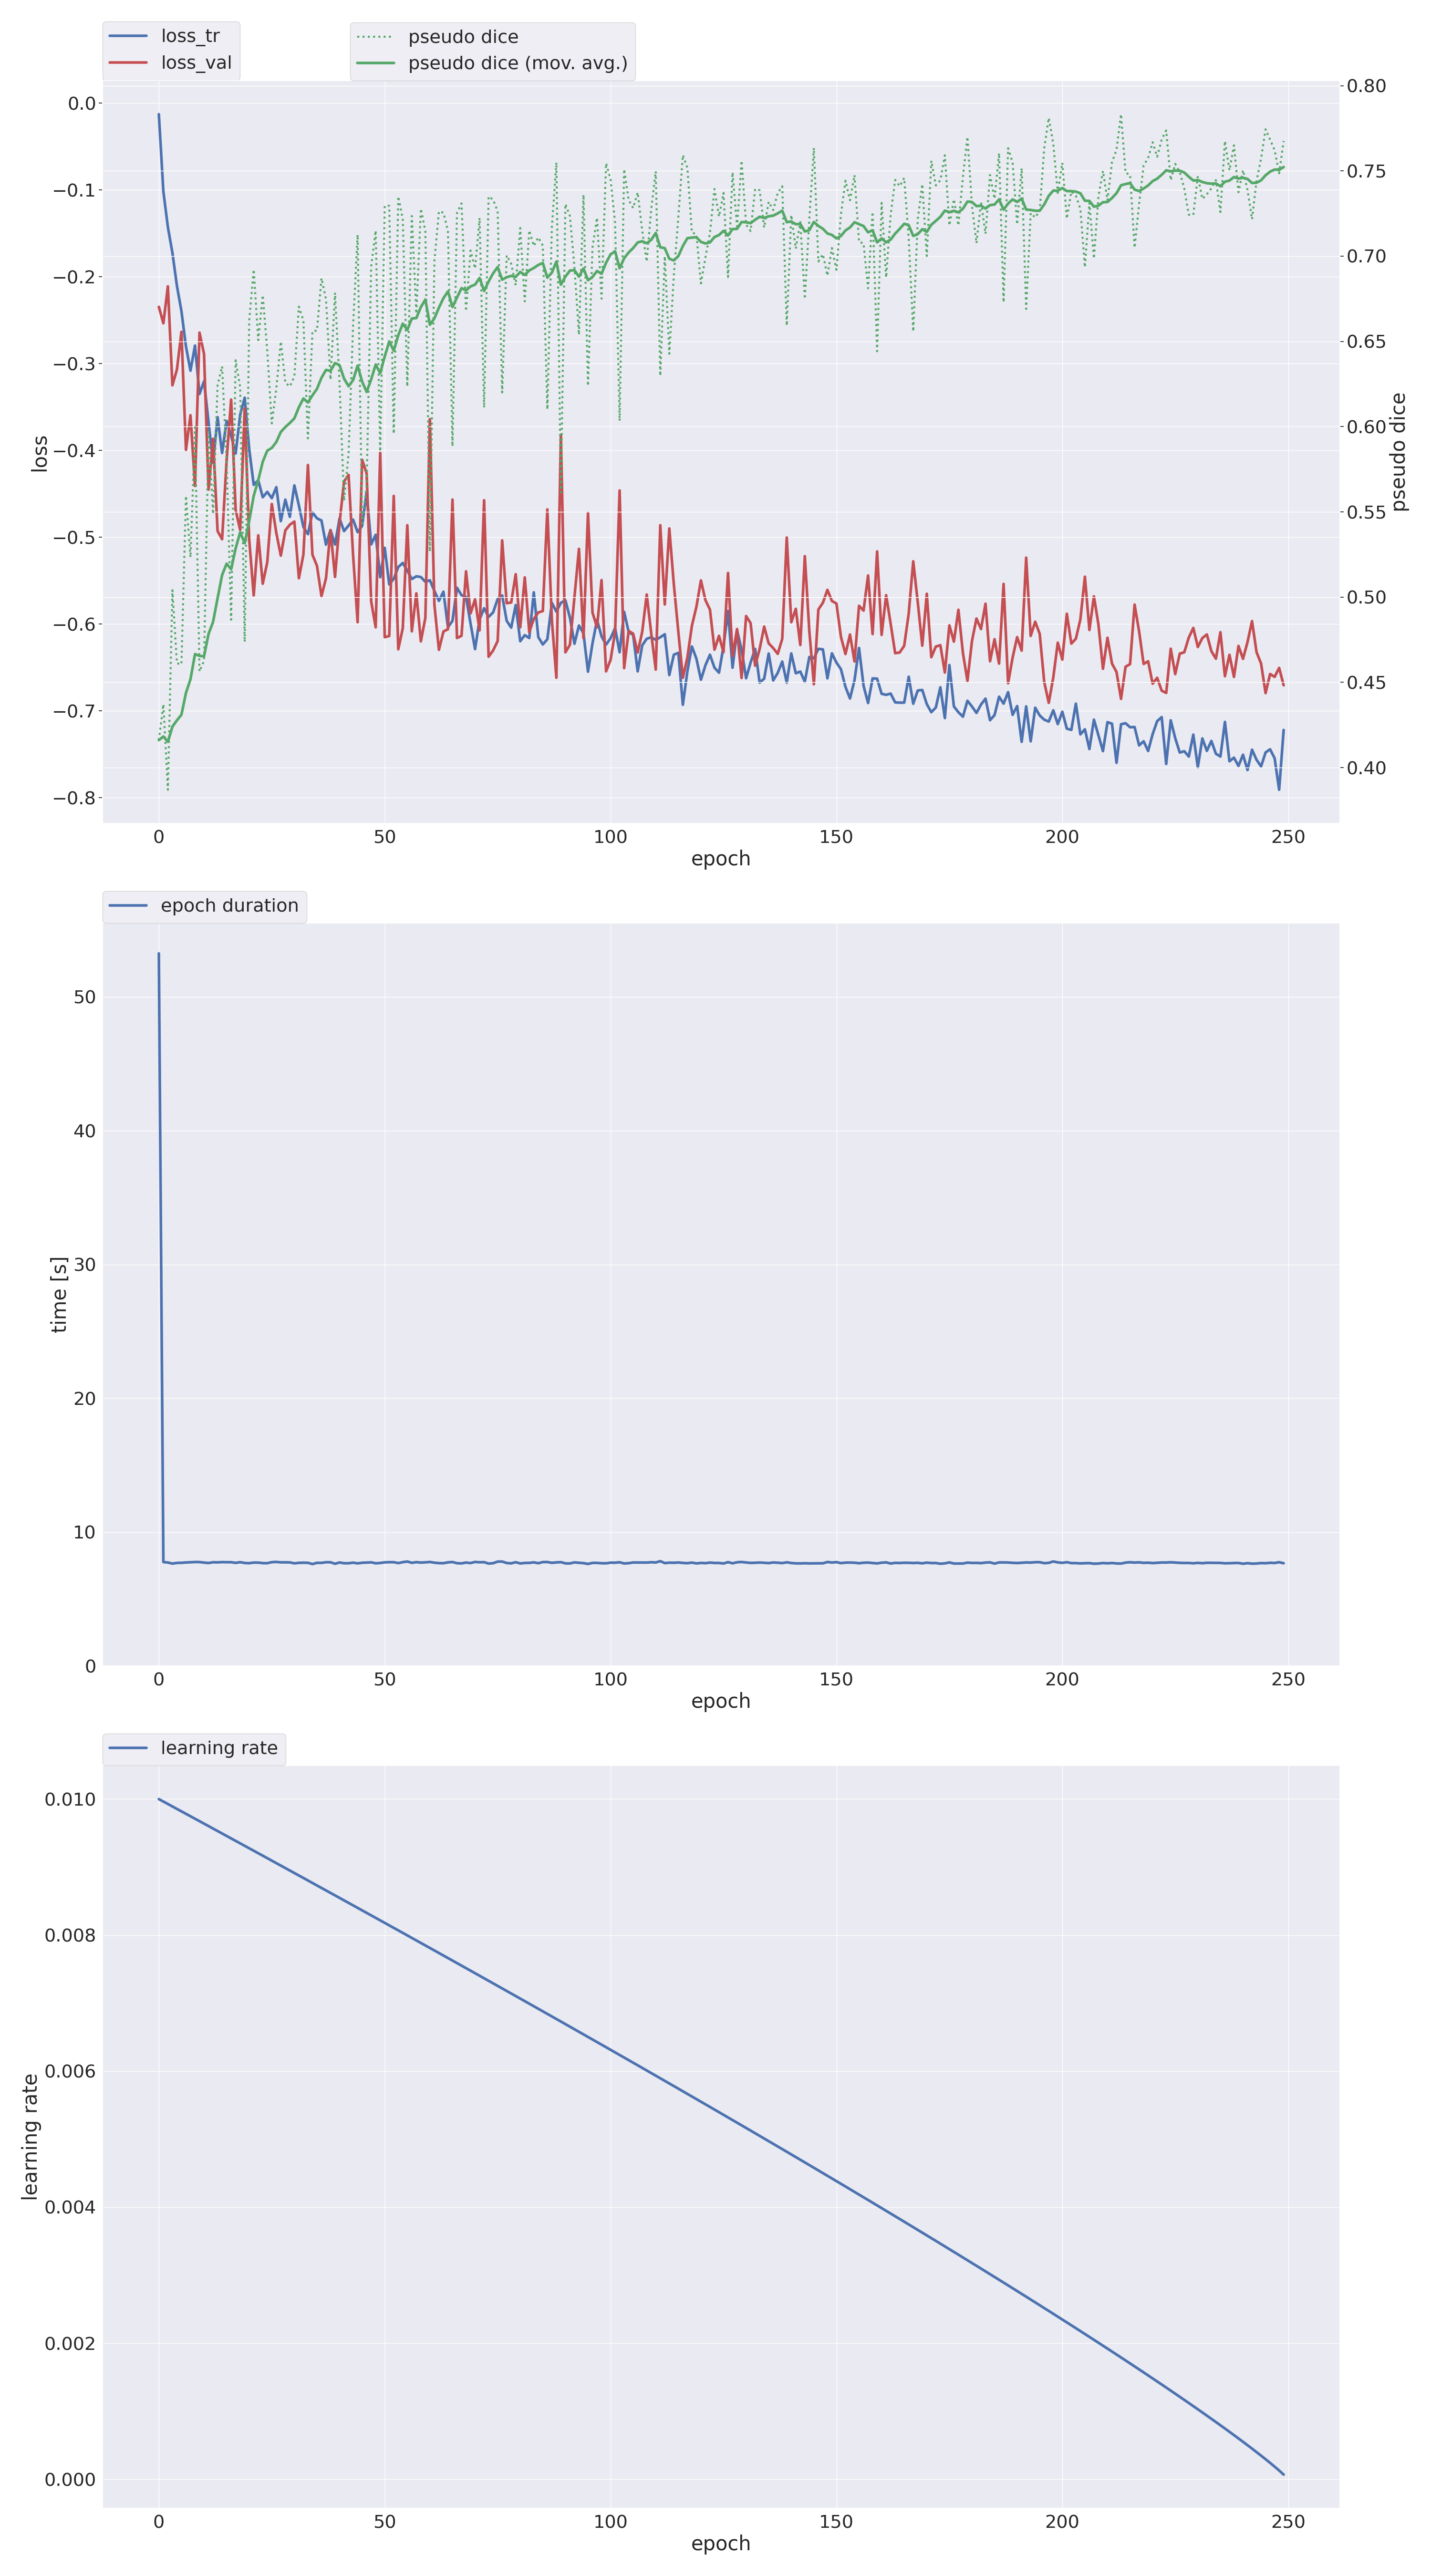 loss_tr
loss_val
pseudo dice
pseudo dice (mov. avg.)
0.0
−0.1
−0.2
−0.3
−0.4
−0.5
−0.6
−0.7
−0.8
loss
0.80
0.75
0.70
0.65
0.60
0.55
0.50
0.45
0.40
pseudo dice
0 50 100 150 200 250
epoch
epoch duration
50
40
30
20
10
0
time [s]
0 50 100 150 200 250
epoch
learning rate
0.010
0.008
0.006
0.004
0.002
0.000
learning rate
0 50 100 150 200 250
epoch